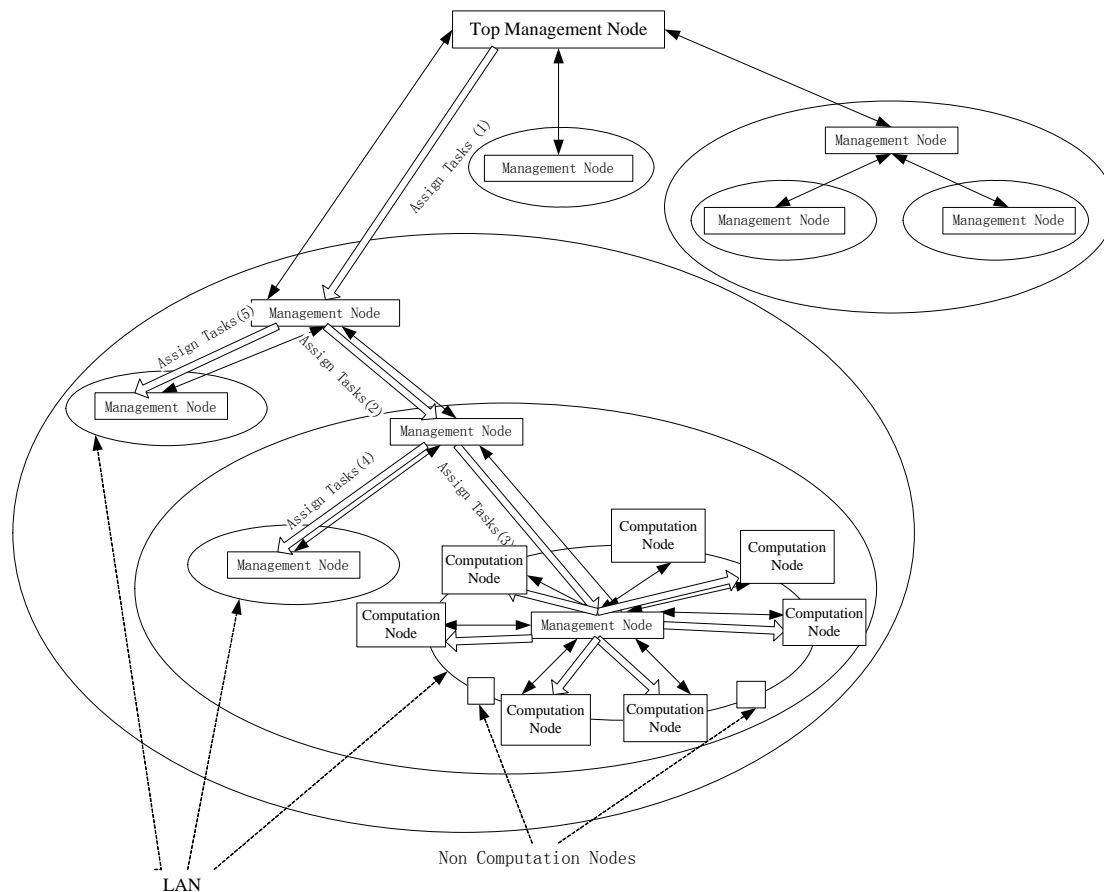 Top Management Node
Assign Tasks (1)
Management Node
Management Node
Management Node
Management Node
Management Node
Assign Tasks(5)
Assign Tasks(2)
Management Node
Management Node
Assign Tasks(4)
Assign Tasks(3)
Management Node
Computation
Node
Computation
Node
Computation
Node
Computation
Node
Computation
Node
Management Node
Computation
Node
Computation
Node
Non Computation Nodes
LAN